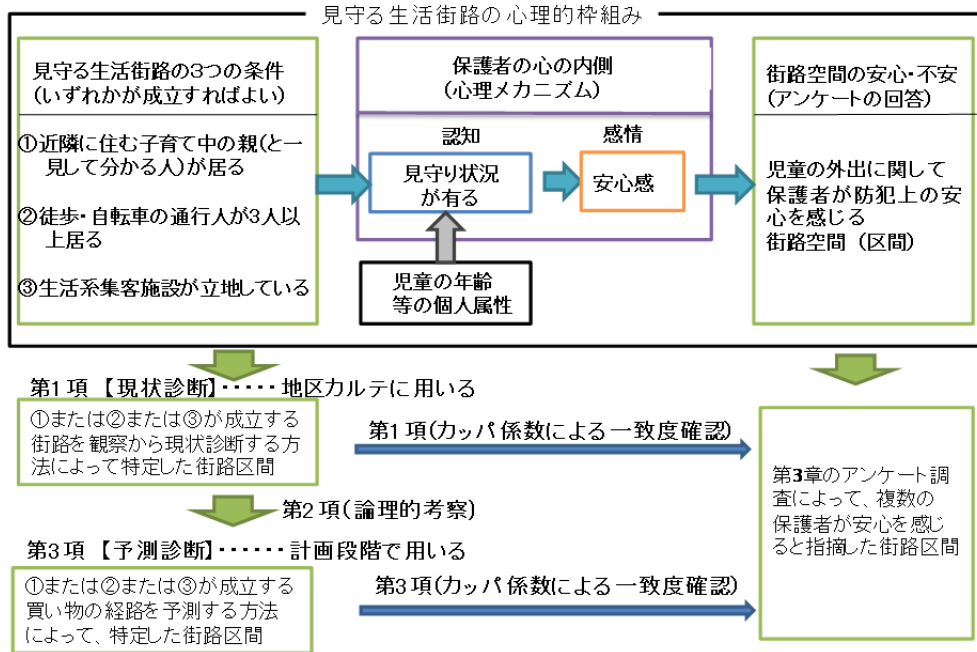 見守る生活街路の心理的枠組み
見守る生活街路の3つの条件
(いずれかが成立すればよい)
①近隣に住む子育て中の親(と一
見して分かる人)が居る
②徒歩・自転車の通行人が3人以
上居る
③生活系集客施設が立地している
保護者の心の内側
(心理メカニズム)
認知
感情
見守り状況
が有る
安心感
児童の年齢
等の個人属性
街路空間の安心・不安
(アンケートの回答)
児童の外出に関して
保護者が防犯上の安
心を感じる
街路空間(区間)
第1項 【現状診断】‥‥‥地区カルテに用いる
①または②または③が成立する
街路を観察から現状診断する方
法によって特定した街路区間
第1項(カッパ係数による一致度確認)
第2項(論理的考察)
第3項 【予測診断】‥‥‥計画段階で用いる
①または②または③が成立する
買い物の経路を予測する方法
によって、特定した街路区間
第3項(カッパ係数による一致度確認)
第3章のアンケート調
査によって、複数の
保護者が安心を感じ
ると指摘した街路区間